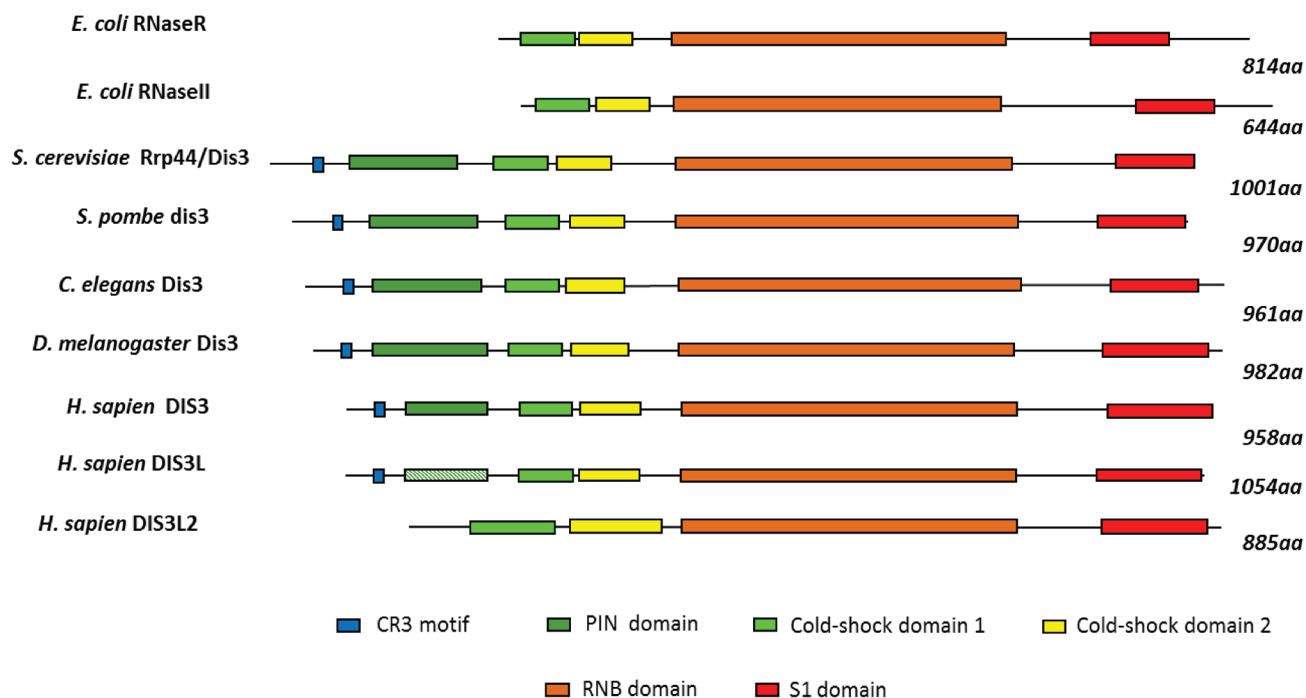 E. coli RNaseR
814aa
E. coli RNaseII
644aa
S. cerevisiae Rrp44/Dis3
1001aa
S. pombe dis3
970aa
C. elegans Dis3
961aa
D. melanogaster Dis3
982aa
H. sapien DIS3
958aa
H. sapien DIS3L
1054aa
H. sapien DIS3L2
885aa
CR3 motif
PIN domain
Cold-shock domain 1
Cold-shock domain 2
RNB domain
S1 domain